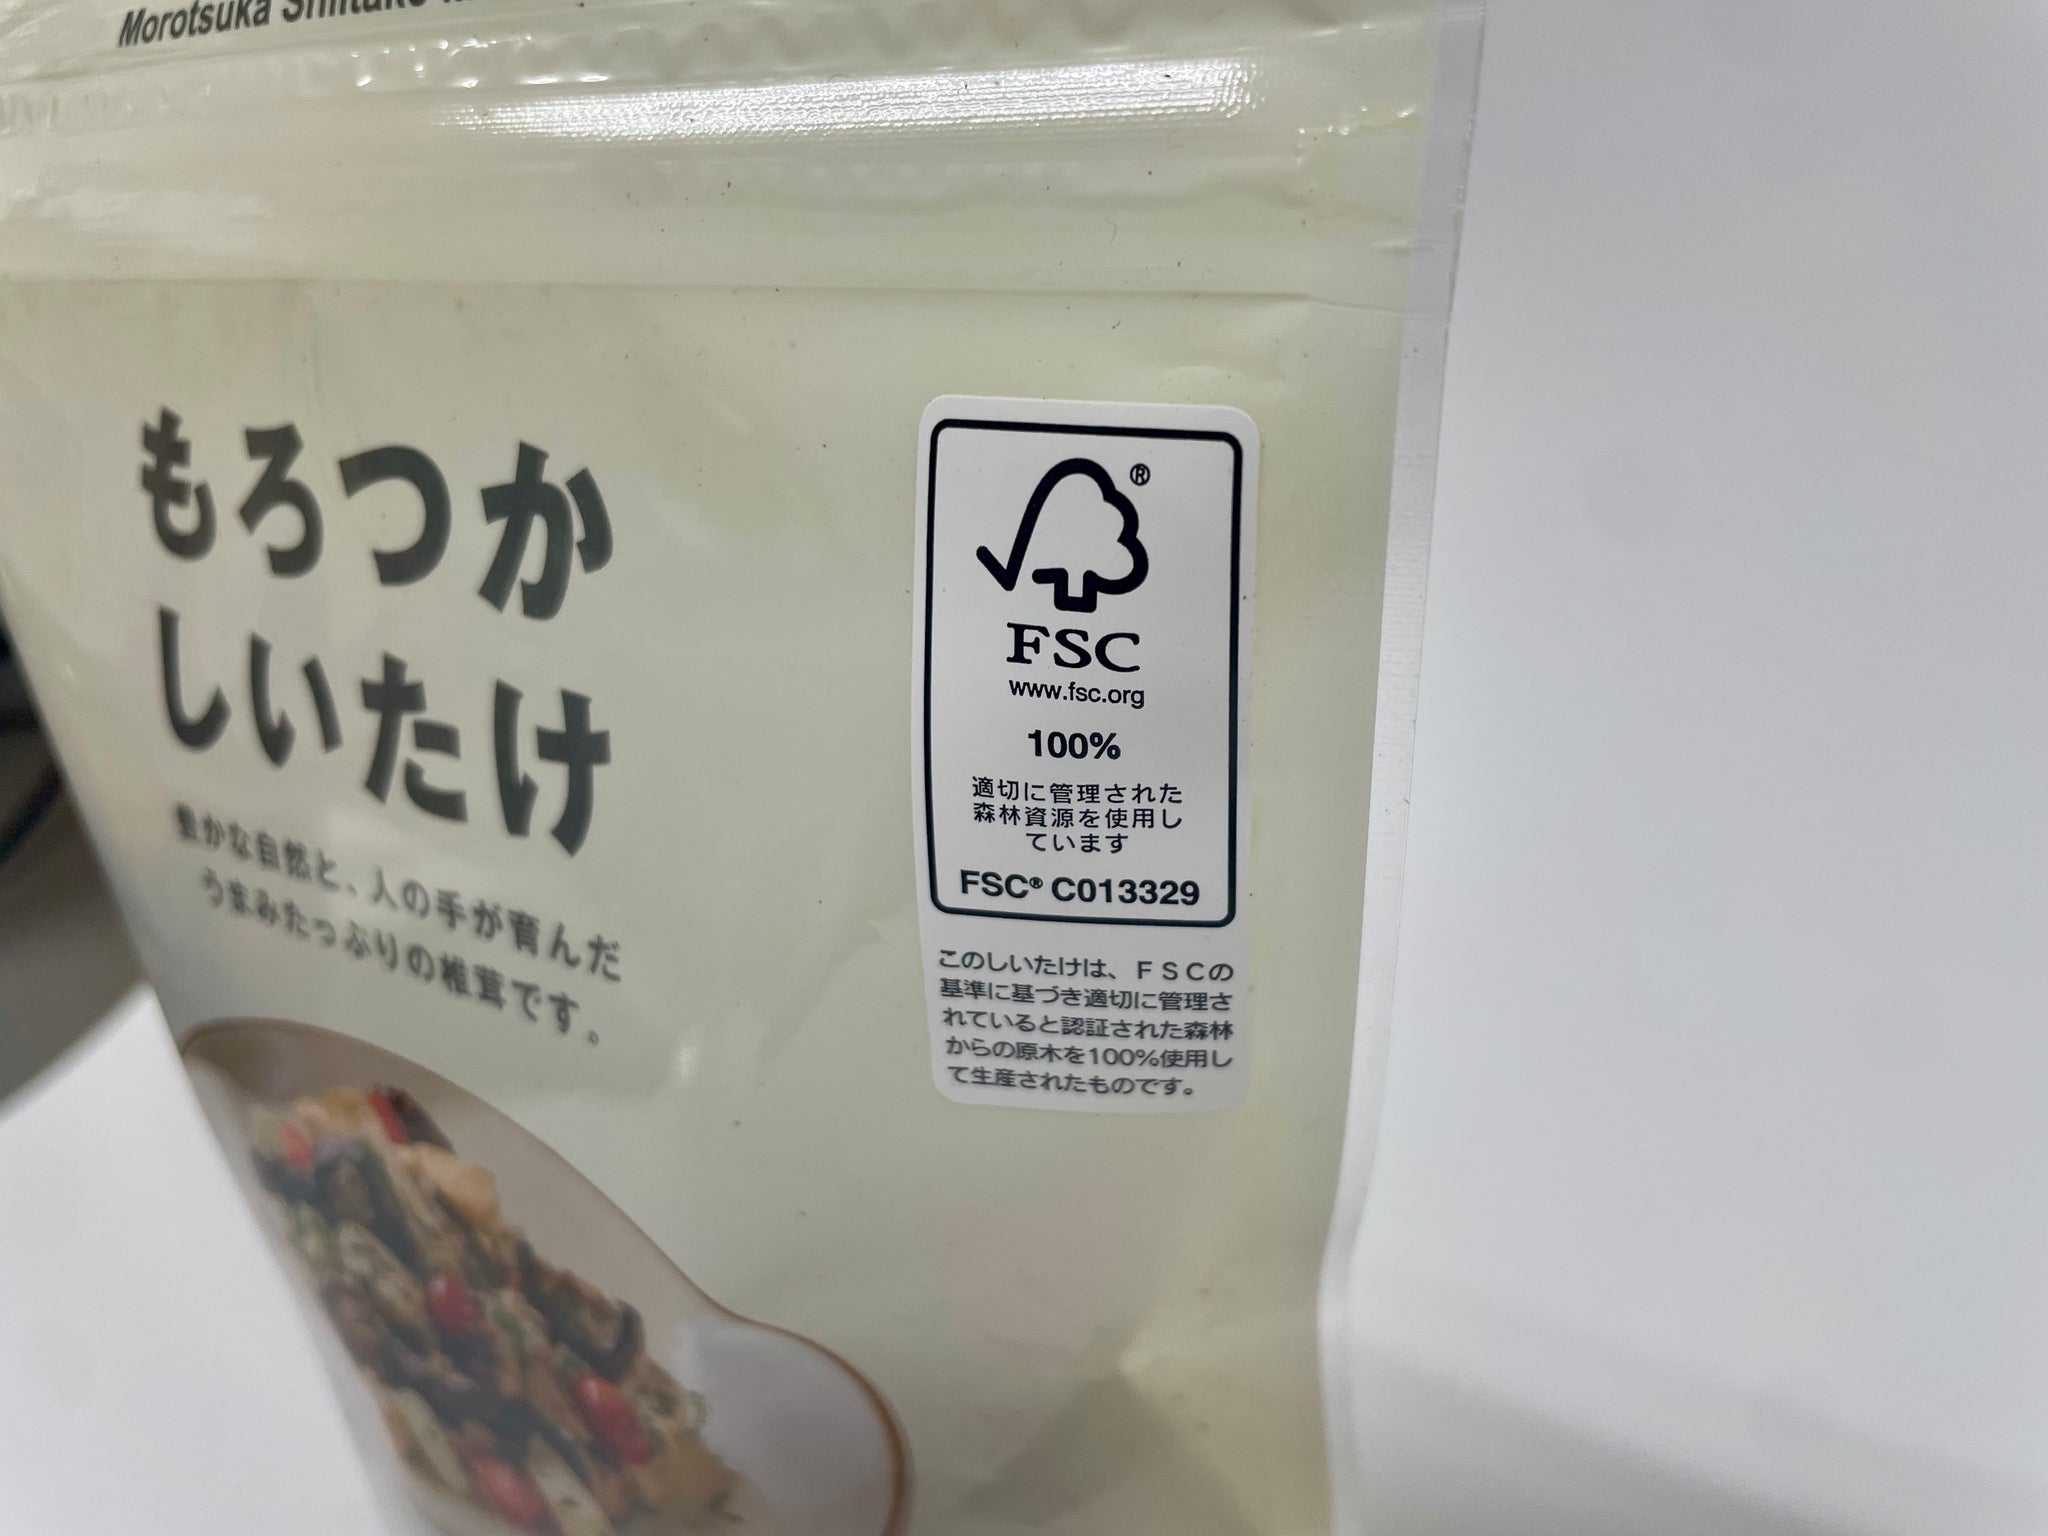 Morotsuka Shiitake
もろつか
しいたけ
豊かな自然と、人の手が育んだ
うまみたっぷりの椎茸です。
®
FSC
www.fsc.org
100%
適切に管理された
森林資源を使用し
ています
FSC® C013329
このしいたけは、FSCの
基準に基づき適切に管理さ
れていると認証された森林
からの原木を100%使用し
て生産されたものです。